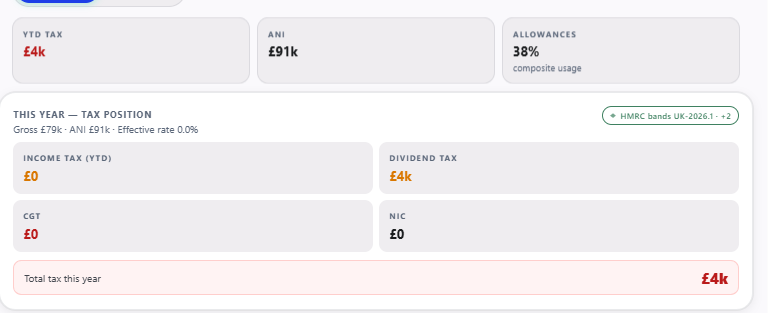 YTD TAX
£4k
ANI
£91k
ALLOWANCES
38%
composite usage
THIS YEAR — TAX POSITION
Gross £79k · ANI £91k · Effective rate 0.0%
HMRC bands UK-2026.1 · +2
INCOME TAX (YTD)
£0
DIVIDEND TAX
£4k
CGT
£0
NIC
£0
Total tax this year
£4k